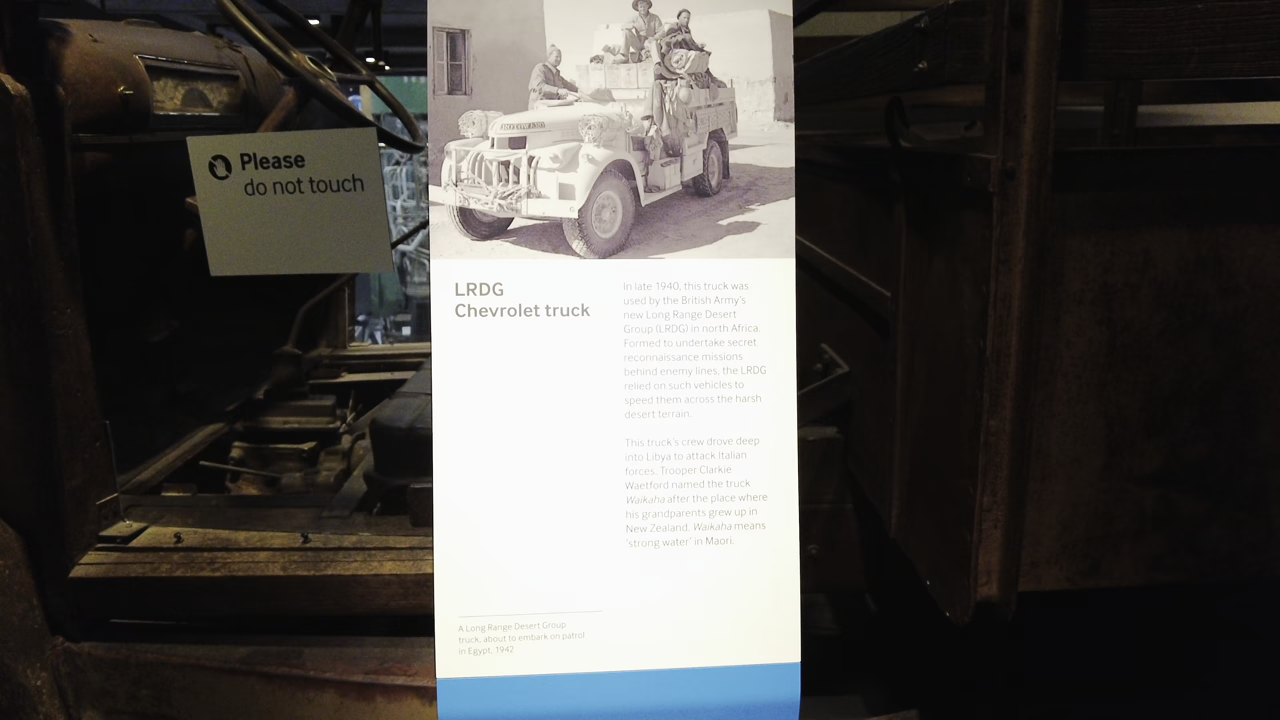 Please
do not touch
LRDG
Chevrolet truck
In late 1940, this truck was
used by the British Army's
new Long Range Desert
Group (LRDG) in north Africa.
Formed to undertake secret
reconnaissance missions
behind enemy lines, the LRDG
relied on such vehicles to
speed them across the harsh
desert terrain.
This truck's crew drove deep
into Libya to attack Italian
forces. Trooper Clarkie
Waetford named the truck
Waikaha after the place where
his grandparents grew up in
New Zealand. Waikaha means
'strong water' in Maori.
A Long Range Desert Group
truck, about to embark on patrol
in Egypt, 1942